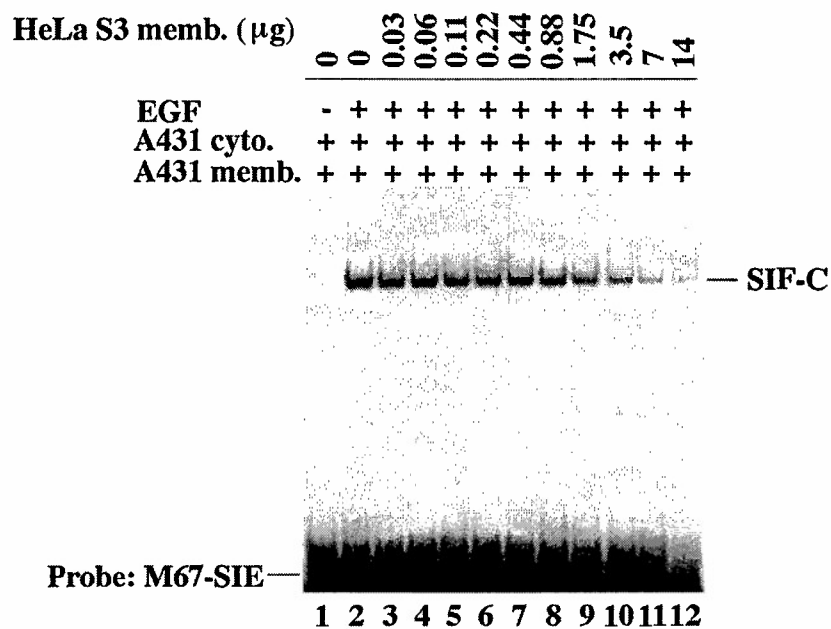 HeLa S3 memb. (µg) 0 0 0.03 0.06 0.11 0.22 0.44 0.88 1.75 3.5 7 14
EGF - + + + + + + + + + + +
A431 cyto. + + + + + + + + + + + +
A431 memb. + + + + + + + + + + + +
— SIF-C
Probe: M67-SIE —
1 2 3 4 5 6 7 8 9 10 11 12